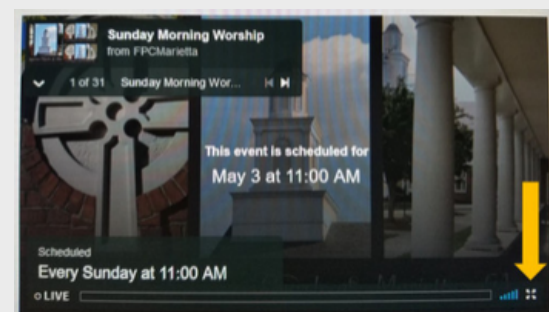 Sunday Morning Worship
from FPCMarietta
1 of 31 Sunday Morning Wor...
This event is scheduled for
May 3 at 11:00 AM
Scheduled
Every Sunday at 11:00 AM
LIVE